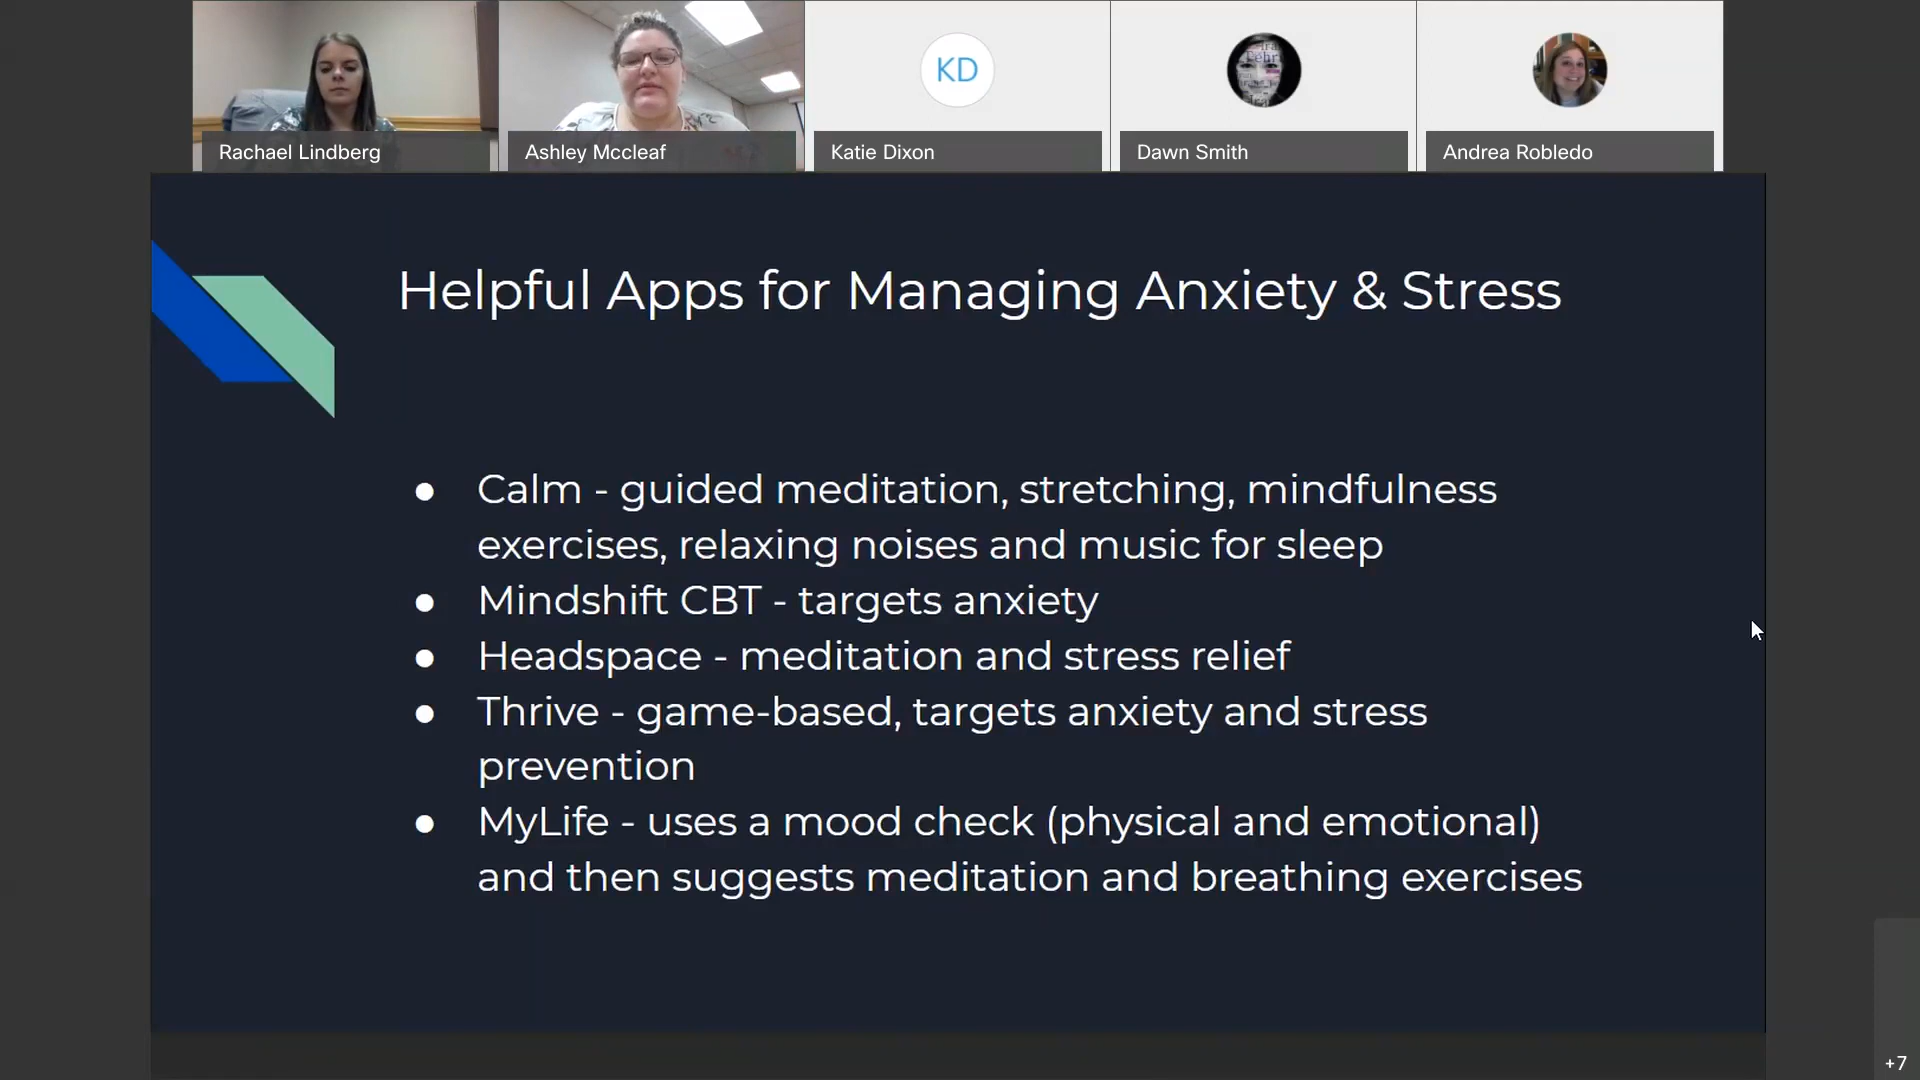 Rachael Lindberg
Ashley Mccleaf
KD
Katie Dixon
Dawn Smith
Andrea Robledo
Helpful Apps for Managing Anxiety & Stress
● Calm - guided meditation, stretching, mindfulness
exercises, relaxing noises and music for sleep
● Mindshift CBT - targets anxiety
● Headspace - meditation and stress relief
● Thrive - game-based, targets anxiety and stress
prevention
● MyLife - uses a mood check (physical and emotional)
and then suggests meditation and breathing exercises
+7